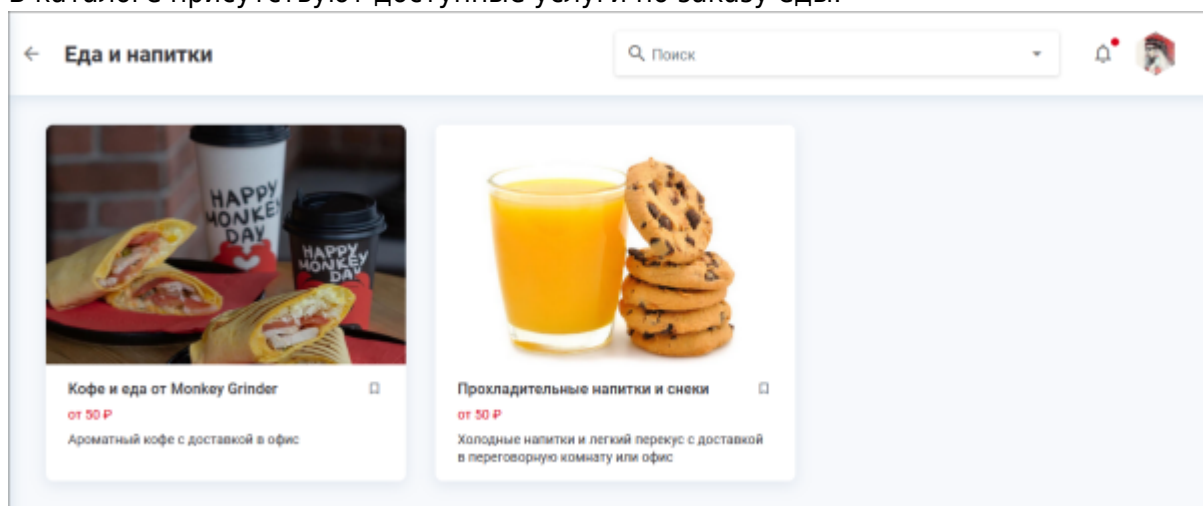 В каталоге присутствуют доступные услуги по заказу еды.
Еда и напитки
Поиск
HAPPY
MONKEY
DAY
HAPPY
MONKEY
DAY
Кофе и еда от Monkey Grinder
от 50 ₽
Ароматный кофе с доставкой в офис
Прохладительные напитки и снеки
от 50 ₽
Холодные напитки и легкий перекус с доставкой
в переговорную комнату или офис